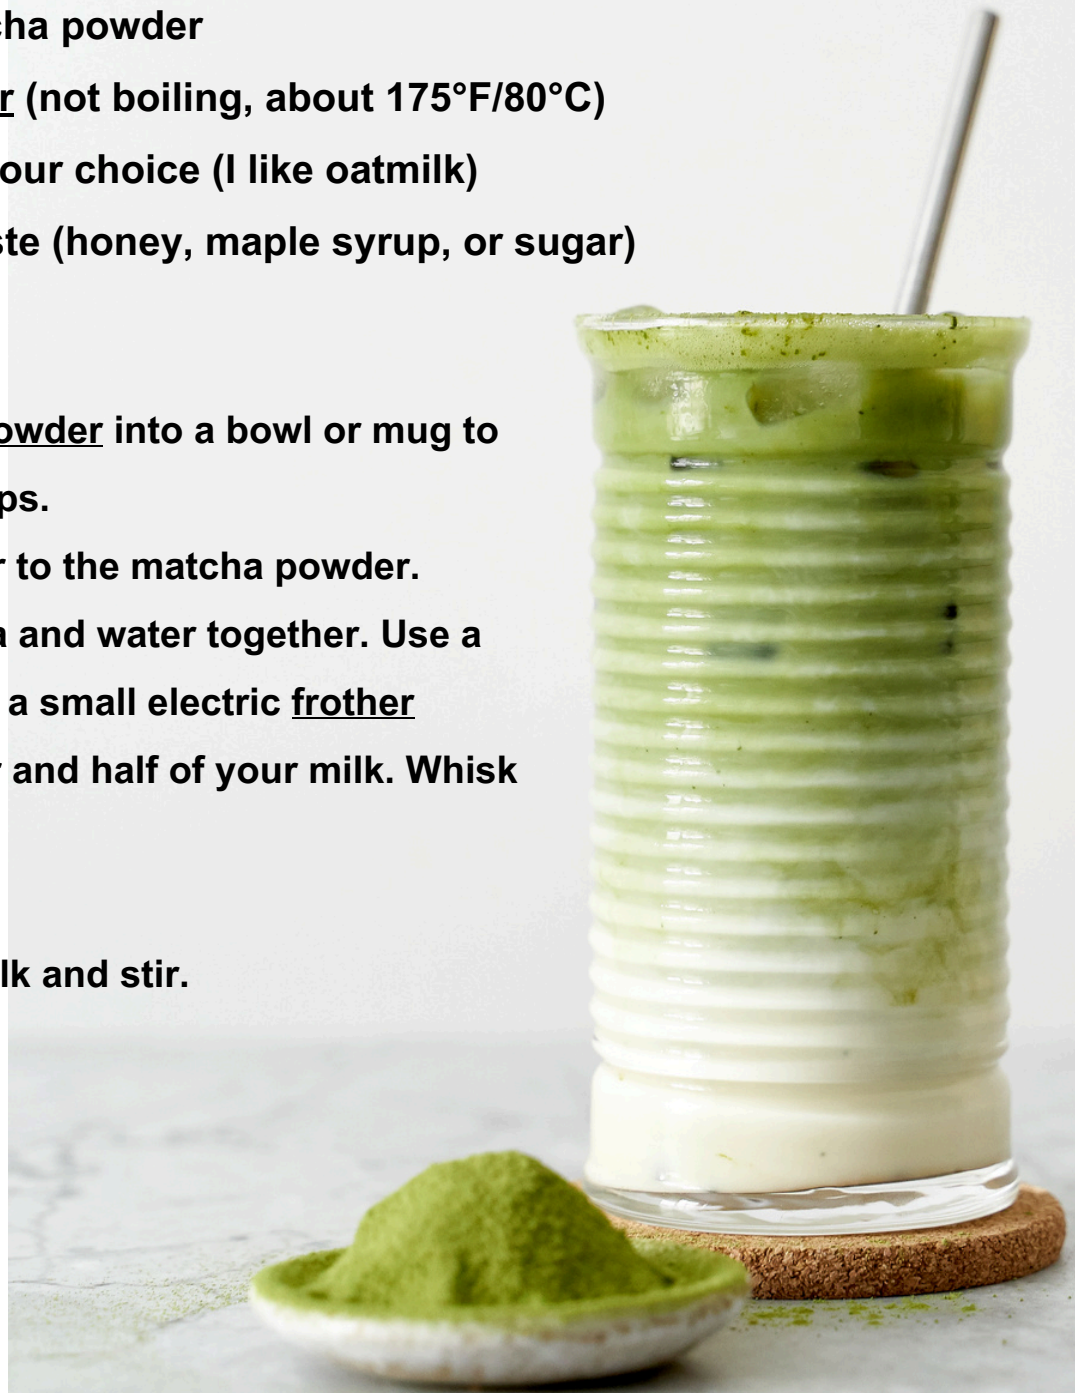 cha powder
r (not boiling, about 175°F/80°C)
our choice (I like oatmilk)
ste (honey, maple syrup, or sugar)
owder into a bowl or mug to
ps.
r to the matcha powder.
a and water together. Use a
a small electric frother
r and half of your milk. Whisk
lk and stir.